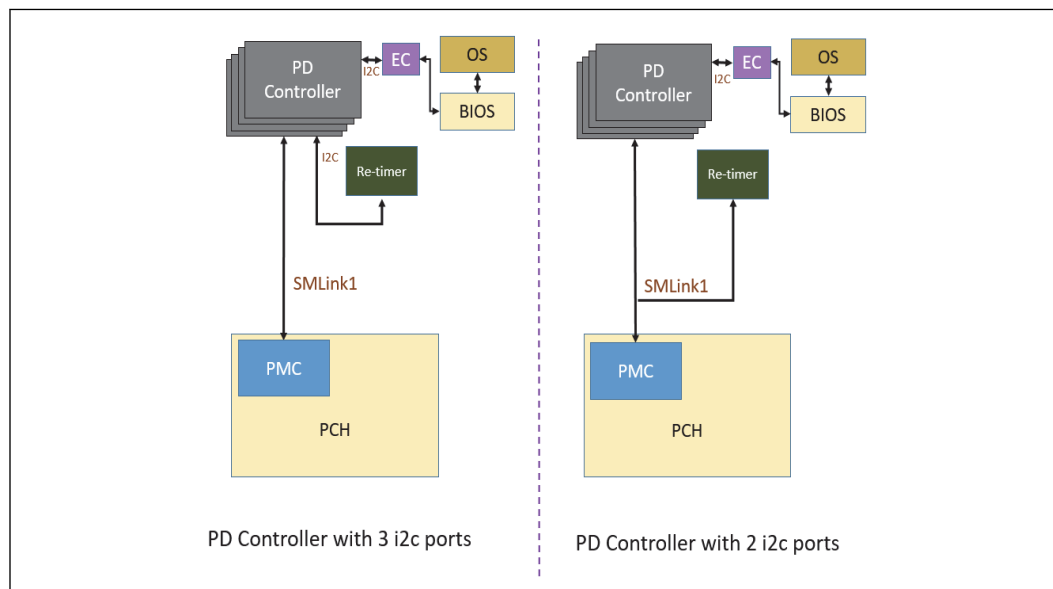 PD
Controller
I2C
EC
OS
BIOS
I2C
Re-timer
SMLink1
PMC
PCH
PD Controller with 3 i2c ports
PD
Controller
I2C
EC
OS
BIOS
Re-timer
SMLink1
PMC
PCH
PD Controller with 2 i2c ports